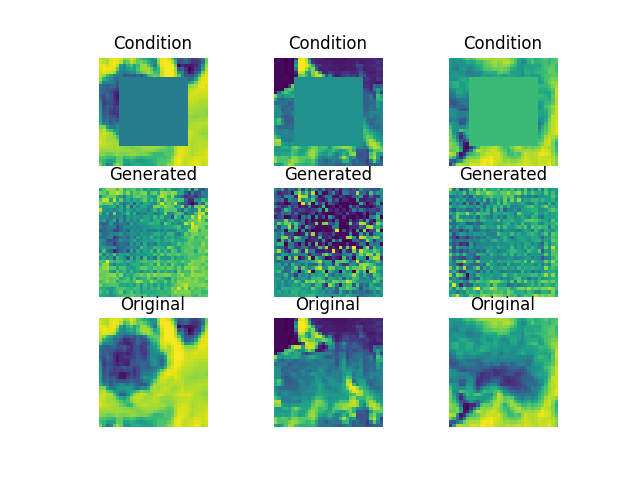 Condition Condition Condition
Generated Generated Generated
Original Original Original